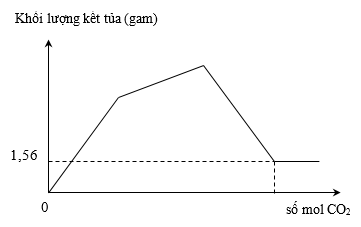 Khối lượng kết tủa (gam)
1,56
0
số mol CO₂